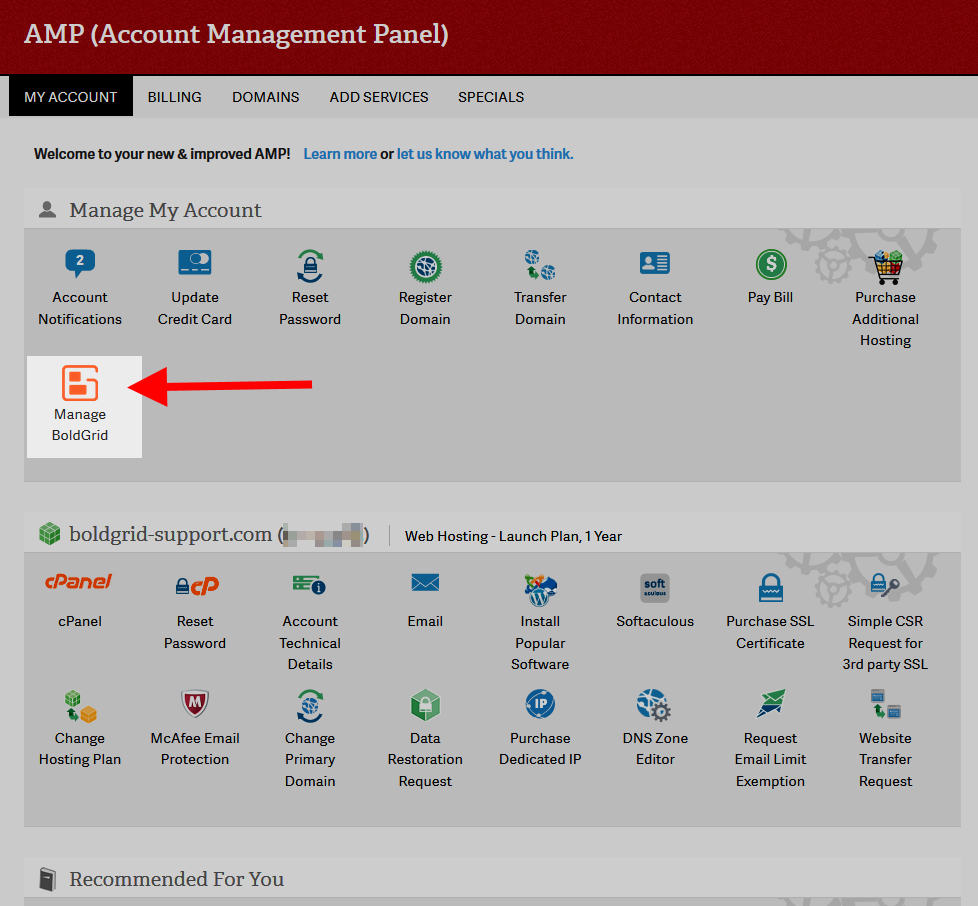 AMP (Account Management Panel)
MY ACCOUNT BILLING DOMAINS ADD SERVICES SPECIALS
Welcome to your new & improved AMP! Learn more or let us know what you think.
Manage My Account
2
$
Account Notifications
Update Credit Card
Reset Password
Register Domain
Transfer Domain
Contact Information
Pay Bill
Purchase Additional Hosting
Manage BoldGrid
boldgrid-support.com ( ) Web Hosting - Launch Plan, 1 Year
cPanel
cPanel
cP
Reset Password
i
Account Technical Details
Email
Install Popular Software
soft aculous
Softaculous
Purchase SSL Certificate
Simple CSR Request for 3rd party SSL
Change Hosting Plan
M
McAfee Email Protection
Change Primary Domain
Data Restoration Request
IP
Purchase Dedicated IP
DNS Zone Editor
Request Email Limit Exemption
Website Transfer Request
Recommended For You